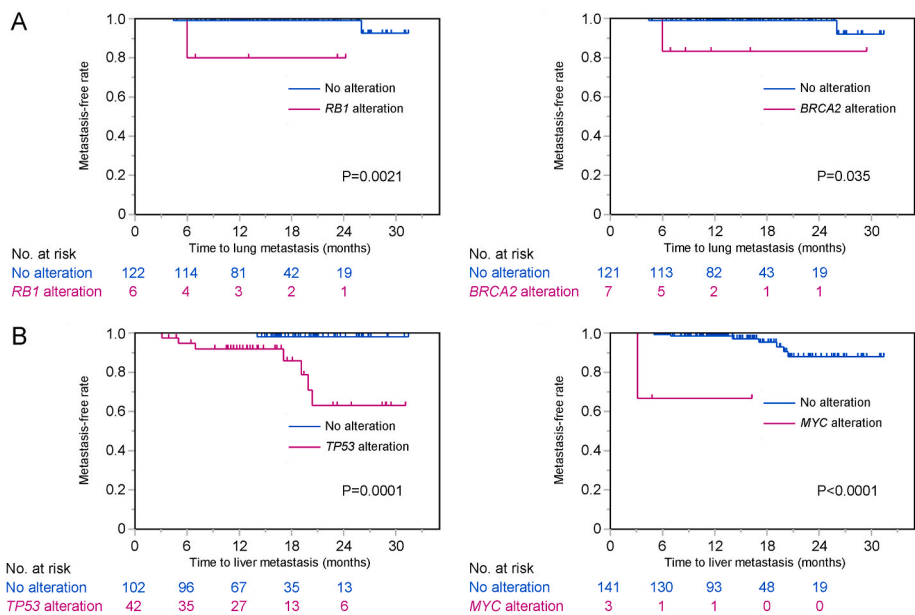 A
Metastasis-free rate
1.0
0.8
0.6
0.4
0.2
0
No alteration
RB1 alteration
P=0.0021
0 6 12 18 24 30
Time to lung metastasis (months)
No. at risk
No alteration 122 114 81 42 19
RB1 alteration 6 4 3 2 1
Metastasis-free rate
1.0
0.8
0.6
0.4
0.2
0
No alteration
BRCA2 alteration
P=0.035
0 6 12 18 24 30
Time to lung metastasis (months)
No. at risk
No alteration 121 113 82 43 19
BRCA2 alteration 7 5 2 1 1
B
Metastasis-free rate
1.0
0.8
0.6
0.4
0.2
0
No alteration
TP53 alteration
P=0.0001
0 6 12 18 24 30
Time to liver metastasis (months)
No. at risk
No alteration 102 96 67 35 13
TP53 alteration 42 35 27 13 6
Metastasis-free rate
1.0
0.8
0.6
0.4
0.2
0
No alteration
MYC alteration
P<0.0001
0 6 12 18 24 30
Time to liver metastasis (months)
No. at risk
No alteration 141 130 93 48 19
MYC alteration 3 1 1 0 0